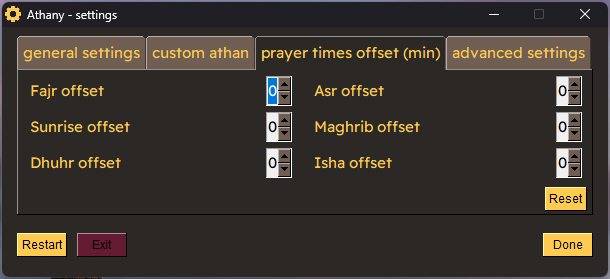 Athany - settings
general settings custom athan prayer times offset (min) advanced settings
Fajr offset 0 Asr offset 0
Sunrise offset 0 Maghrib offset 0
Dhuhr offset 0 Isha offset 0
Reset
Restart Exit Done